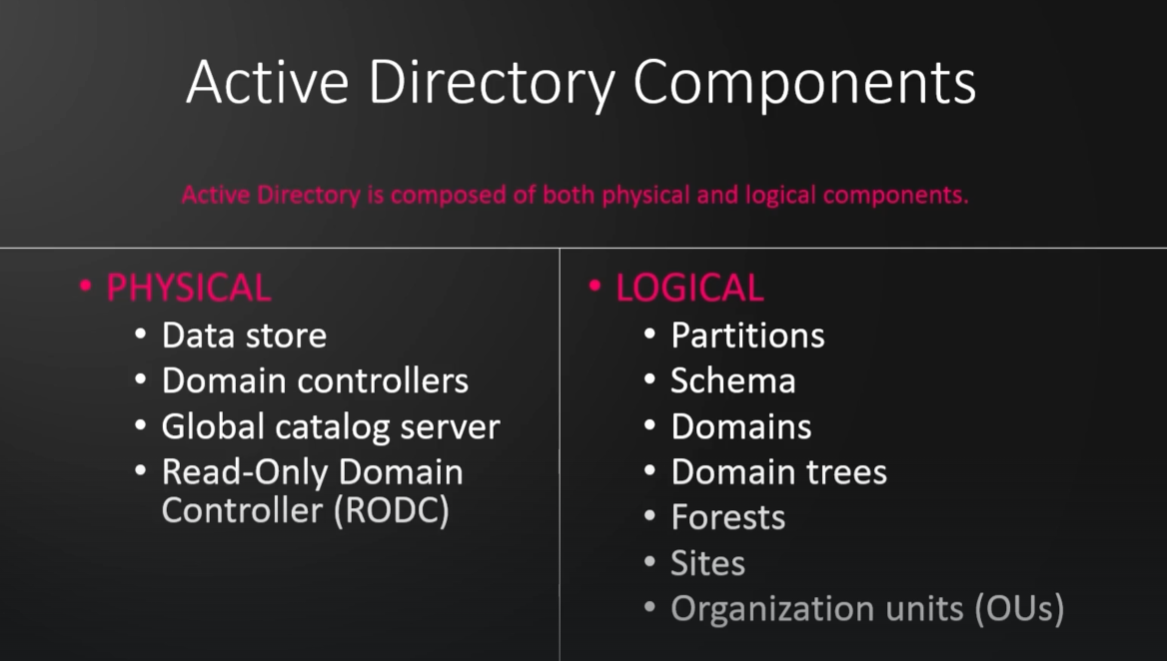 Active Directory Components
Active Directory is composed of both physical and logical components.
• PHYSICAL
• Data store
• Domain controllers
• Global catalog server
• Read-Only Domain
Controller (RODC)
• LOGICAL
• Partitions
• Schema
• Domains
• Domain trees
• Forests
• Sites
• Organization units (OUs)